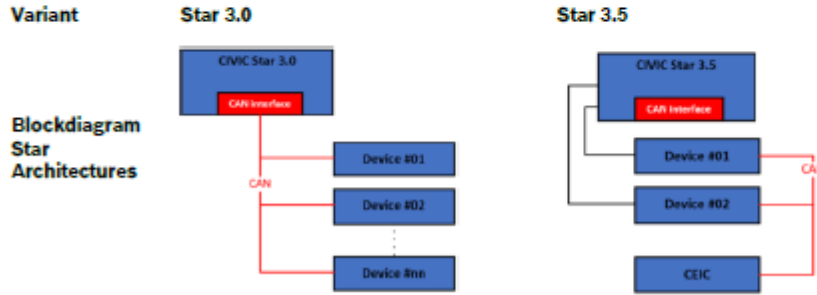 Variant
Star 3.0
Star 3.5
Blockdiagram
Star
Architectures
CIVIC Star 3.0
CAN Interface
CAN
Device #01
Device #02
Device #nn
CIVIC Star 3.5
CAN Interface
Device #01
CA
Device #02
CEIC